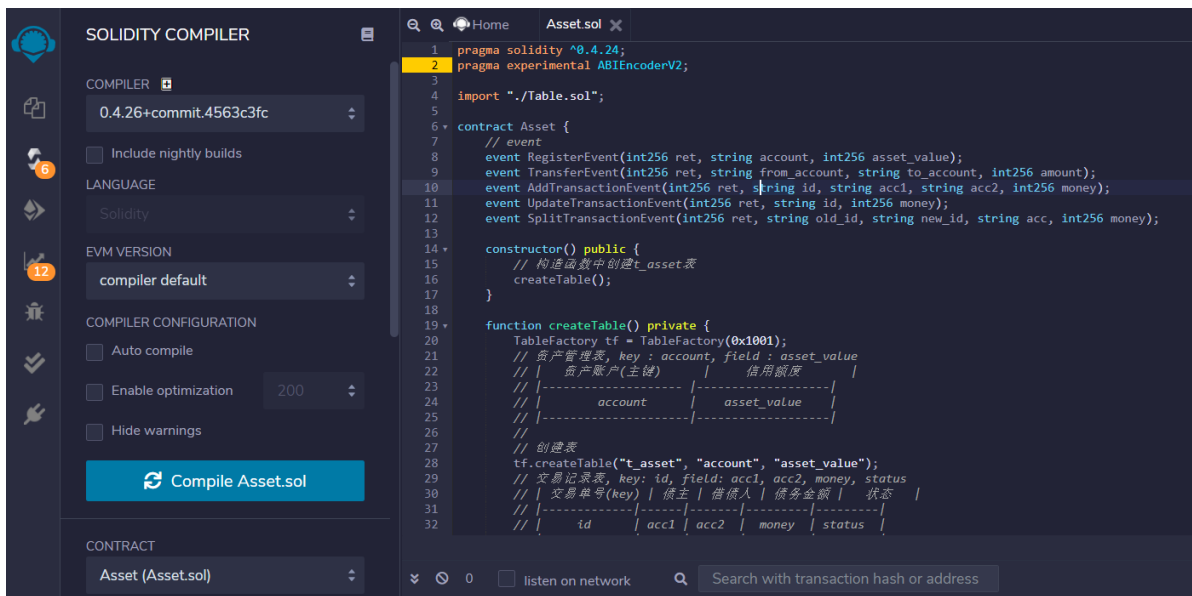 SOLIDITY COMPILER
COMPILER
0.4.26+commit.4563c3fc
Include nightly builds
LANGUAGE
Solidity
EVM VERSION
compiler default
COMPILER CONFIGURATION
Auto compile
Enable optimization 200
Hide warnings
Compile Asset.sol
CONTRACT
Asset (Asset.sol)
6
12
Home Asset.sol
1 pragma solidity ^0.4.24;
2 pragma experimental ABIEncoderV2;
3
4 import "./Table.sol";
5
6 contract Asset {
7 // event
8 event RegisterEvent(int256 ret, string account, int256 asset_value);
9 event TransferEvent(int256 ret, string from_account, string to_account, int256 amount);
10 event AddTransactionEvent(int256 ret, string id, string acc1, string acc2, int256 money);
11 event UpdateTransactionEvent(int256 ret, string id, int256 money);
12 event SplitTransactionEvent(int256 ret, string old_id, string new_id, string acc, int256 money);
13
14 constructor() public {
15 // 构造函数中创建t_asset表
16 createTable();
17 }
18
19 function createTable() private {
20 TableFactory tf = TableFactory(0x1001);
21 // 资产管理表, key : account, field : asset_value
22 // | 资产账户(主键) | 信用额度 |
23 // |-------------------- |-------------------|
24 // | account | asset_value |
25 // |---------------------|-------------------|
26 //
27 // 创建表
28 tf.createTable("t_asset", "account", "asset_value");
29 // 交易记录表, key: id, field: acc1, acc2, money, status
30 // | 交易单号(key) | 债主 | 借债人 | 债务金额 | 状态 |
31 // |-------------|------|-------|---------|---------|
32 // | id | acc1 | acc2 | money | status |
0 listen on network Search with transaction hash or address